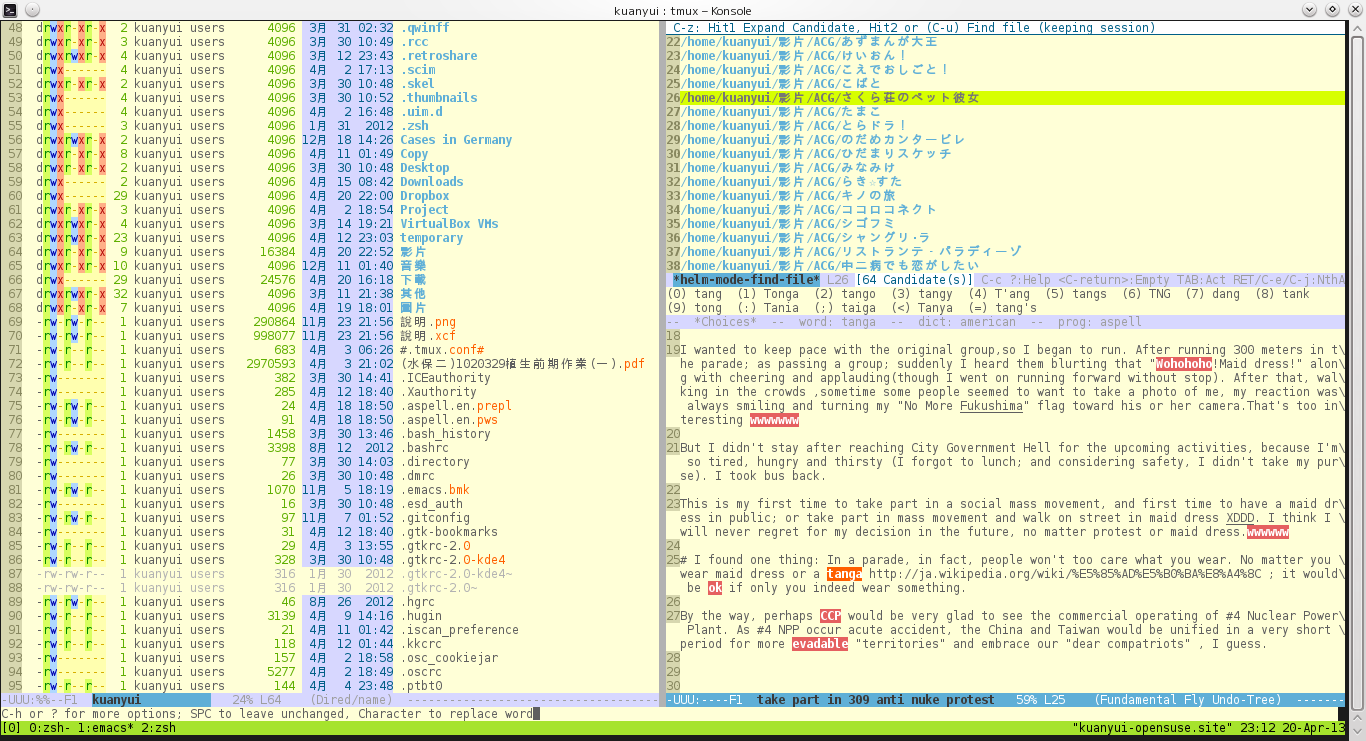 kuanyui : tmux – Konsole
48 drwxr-xr-x 2 kuanyui users 4096 3月 31 02:32 .qwinff
49 drwxr-xr-x 3 kuanyui users 4096 3月 30 10:49 .rcc
50 drwxrwxr-x 4 kuanyui users 4096 3月 12 23:43 .retroshare
51 drwx------ 4 kuanyui users 4096 4月 2 17:13 .scim
52 drwxr-xr-x 2 kuanyui users 4096 3月 30 10:48 .skel
53 drwx------ 4 kuanyui users 4096 3月 30 10:52 .thumbnails
54 drwx------ 4 kuanyui users 4096 4月 2 16:48 .uim.d
55 drwx------ 3 kuanyui users 4096 1月 31 2012 .zsh
56 drwxrwxr-x 2 kuanyui users 4096 12月 18 14:26 Cases in Germany
57 drwxr-xr-x 8 kuanyui users 4096 4月 11 01:49 Copy
58 drwxr-xr-x 2 kuanyui users 4096 3月 30 10:48 Desktop
59 drwx------ 2 kuanyui users 4096 4月 15 08:42 Downloads
60 drwx------ 29 kuanyui users 4096 4月 20 22:00 Dropbox
61 drwxr-xr-x 3 kuanyui users 4096 4月 2 18:54 Project
62 drwxrwxr-x 4 kuanyui users 4096 3月 14 19:21 VirtualBox VMs
63 drwxrwxr-x 23 kuanyui users 4096 4月 12 23:03 temporary
64 drwxr-xr-x 9 kuanyui users 16384 4月 20 22:52 影片
65 drwxr-xr-x 10 kuanyui users 4096 12月 11 01:40 音樂
66 drwx------ 29 kuanyui users 24576 4月 20 16:18 下載
67 drwxrwxr-x 32 kuanyui users 4096 3月 11 21:38 其他
68 drwxr-xr-x 7 kuanyui users 4096 4月 19 18:01 圖片
69 -rw-rw-r-- 1 kuanyui users 290864 11月 23 21:56 說明.png
70 -rw-rw-r-- 1 kuanyui users 998077 11月 23 21:56 說明.xcf
71 -rw-r--r-- 1 kuanyui users 683 4月 3 06:26 #.tmux.conf#
72 -rw-r--r-- 1 kuanyui users 2970593 4月 3 21:02 (水保二)1020329植生前期作業(一).pdf
73 -rw------- 1 kuanyui users 382 3月 30 14:41 .ICEauthority
74 -rw------- 1 kuanyui users 285 4月 12 18:40 .Xauthority
75 -rw-rw-r-- 1 kuanyui users 24 4月 18 18:50 .aspell.en.prepl
76 -rw-rw-r-- 1 kuanyui users 91 4月 18 18:50 .aspell.en.pws
77 -rw------- 1 kuanyui users 1458 3月 30 13:46 .bash_history
78 -rw-rw-r-- 1 kuanyui users 3398 8月 12 2012 .bashrc
79 -rw------- 1 kuanyui users 77 3月 30 14:03 .directory
80 -rw-r--r-- 1 kuanyui users 26 3月 30 10:48 .dmrc
81 -rw-rw-r-- 1 kuanyui users 1070 11月 5 18:19 .emacs.bmk
82 -rw------- 1 kuanyui users 16 3月 30 10:48 .esd_auth
83 -rw-rw-r-- 1 kuanyui users 97 11月 7 01:52 .gitconfig
84 -rw------- 1 kuanyui users 31 4月 12 18:40 .gtk-bookmarks
85 -rw-r--r-- 1 kuanyui users 29 4月 3 13:55 .gtkrc-2.0
86 -rw-r--r-- 1 kuanyui users 328 3月 30 10:48 .gtkrc-2.0-kde4
87 -rw-rw-r-- 1 kuanyui users 316 1月 30 2012 .gtkrc-2.0-kde4~
88 -rw-rw-r-- 1 kuanyui users 316 1月 30 2012 .gtkrc-2.0~
89 -rw-rw-r-- 1 kuanyui users 46 8月 26 2012 .hgrc
90 -rw-r--r-- 1 kuanyui users 3139 4月 9 14:16 .hugin
91 -rw-r--r-- 1 kuanyui users 21 4月 11 01:42 .iscan_preference
92 -rw-r--r-- 1 kuanyui users 118 4月 12 01:44 .kkcrc
93 -rw------- 1 kuanyui users 157 4月 2 18:58 .osc_cookiejar
94 -rw------- 1 kuanyui users 5277 4月 2 18:49 .oscrc
95 -rw-r--r-- 1 kuanyui users 144 4月 4 23:48 .ptbt0
-UUU:%%--F1 kuanyui 24% L64 (Dired/name) ----------
C-z: Hit1 Expand Candidate, Hit2 or (C-u) Find file (keeping session)
22/home/kuanyui/影片/ACG/あずまんが大王
23/home/kuanyui/影片/ACG/けいおん！
24/home/kuanyui/影片/ACG/こえでおしごと！
25/home/kuanyui/影片/ACG/こばと
26/home/kuanyui/影片/ACG/さくら荘のペット彼女
27/home/kuanyui/影片/ACG/たまこ
28/home/kuanyui/影片/ACG/とらドラ！
29/home/kuanyui/影片/ACG/のだめカンタービレ
30/home/kuanyui/影片/ACG/ひだまりスケッチ
31/home/kuanyui/影片/ACG/みなみけ
32/home/kuanyui/影片/ACG/らき☆すた
33/home/kuanyui/影片/ACG/キノの旅
34/home/kuanyui/影片/ACG/ココロコネクト
35/home/kuanyui/影片/ACG/シゴフミ
36/home/kuanyui/影片/ACG/シャングリ·ラ
37/home/kuanyui/影片/ACG/リストランテ‐パラディーゾ
38/home/kuanyui/影片/ACG/中二病でも恋がしたい
*helm-mode-find-file* L26 [64 Candidate(s)] C-c ?:Help <C-return>:Empty TAB:Act RET/C-e/C-j:NthA
(0) tang (1) Tonga (2) tango (3) tangy (4) T'ang (5) tangs (6) TNG (7) dang (8) tank
(9) tong (:) Tania (;) taiga (<) Tanya (=) tang's
-- *Choices* -- word: tanga -- dict: american -- prog: aspell
18
19I wanted to keep pace with the original group,so I began to run. After running 300 meters in t\
he parade; as passing a group; suddenly I heard them blurting that "Wohohoho!Maid dress!" alon\
g with cheering and applauding(though I went on running forward without stop). After that, wal\
king in the crowds ,sometime some people seemed to want to take a photo of me, my reaction was\
always smiling and turning my "No More Fukushima" flag toward his or her camera.That's too in\
teresting wwwwwww
20
21But I didn't stay after reaching City Government Hell for the upcoming activities, because I'm\
so tired, hungry and thirsty (I forgot to lunch; and considering safety, I didn't take my pur\
se). I took bus back.
22
23This is my first time to take part in a social mass movement, and first time to have a maid dr\
ess in public; or take part in mass movement and walk on street in maid dress XDDD. I think I \
will never regret for my decision in the future, no matter protest or maid dress.wwwwww
24
25# I found one thing: In a parade, in fact, people won't too care what you wear. No matter you \
wear maid dress or a tanga http://ja.wikipedia.org/wiki/%E5%85%AD%E5%B0%BA%E8%A4%8C ; it would\
be ok if only you indeed wear something.
26
27By the way, perhaps CCP would be very glad to see the commercial operating of #4 Nuclear Power\
Plant. As #4 NPP occur acute accident, the China and Taiwan would be unified in a very short \
period for more evadable "territories" and embrace our "dear compatriots" , I guess.
28
29
30
-UUU:----F1 take part in 309 anti nuke protest 59% L25 (Fundamental Fly Undo-Tree) -------
C-h or ? for more options; SPC to leave unchanged, Character to replace word
[0] 0:zsh- 1:emacs* 2:zsh "kuanyui-opensuse.site" 23:12 20-Apr-13